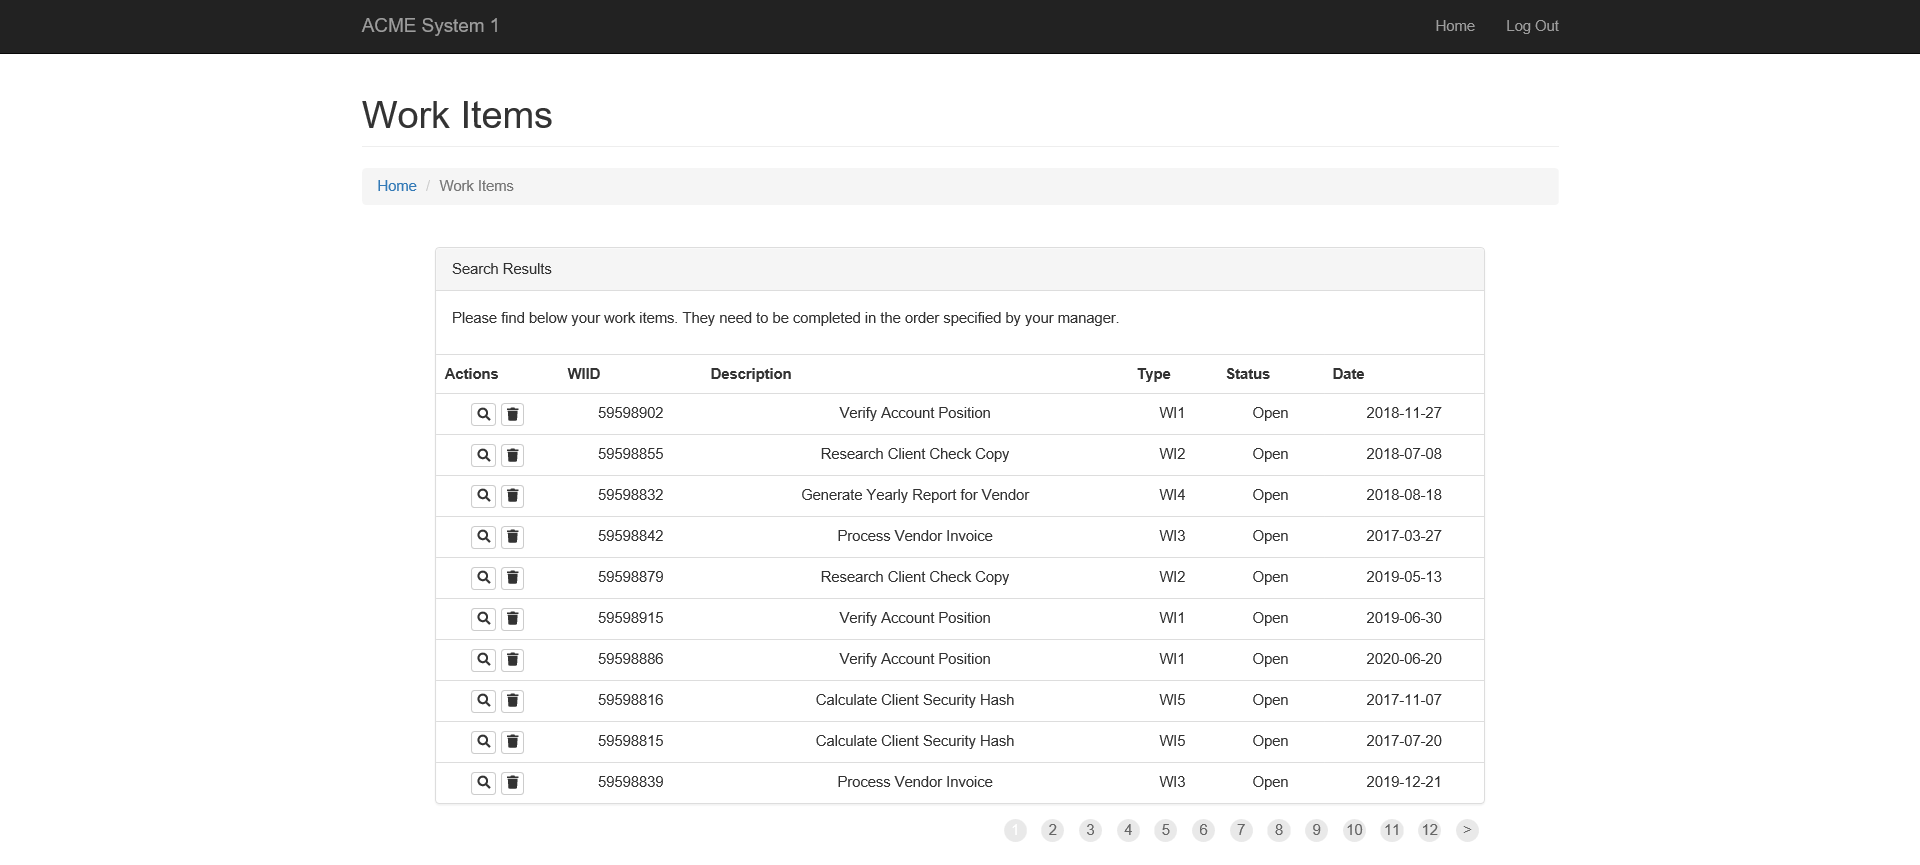 ACME System 1 Home Log Out
Work Items
Home / Work Items
Search Results
Please find below your work items. They need to be completed in the order specified by your manager.
Actions WIID Description Type Status Date
59598902 Verify Account Position WI1 Open 2018-11-27
59598855 Research Client Check Copy WI2 Open 2018-07-08
59598832 Generate Yearly Report for Vendor WI4 Open 2018-08-18
59598842 Process Vendor Invoice WI3 Open 2017-03-27
59598879 Research Client Check Copy WI2 Open 2019-05-13
59598915 Verify Account Position WI1 Open 2019-06-30
59598886 Verify Account Position WI1 Open 2020-06-20
59598816 Calculate Client Security Hash WI5 Open 2017-11-07
59598815 Calculate Client Security Hash WI5 Open 2017-07-20
59598839 Process Vendor Invoice WI3 Open 2019-12-21
1 2 3 4 5 6 7 8 9 10 11 12 >